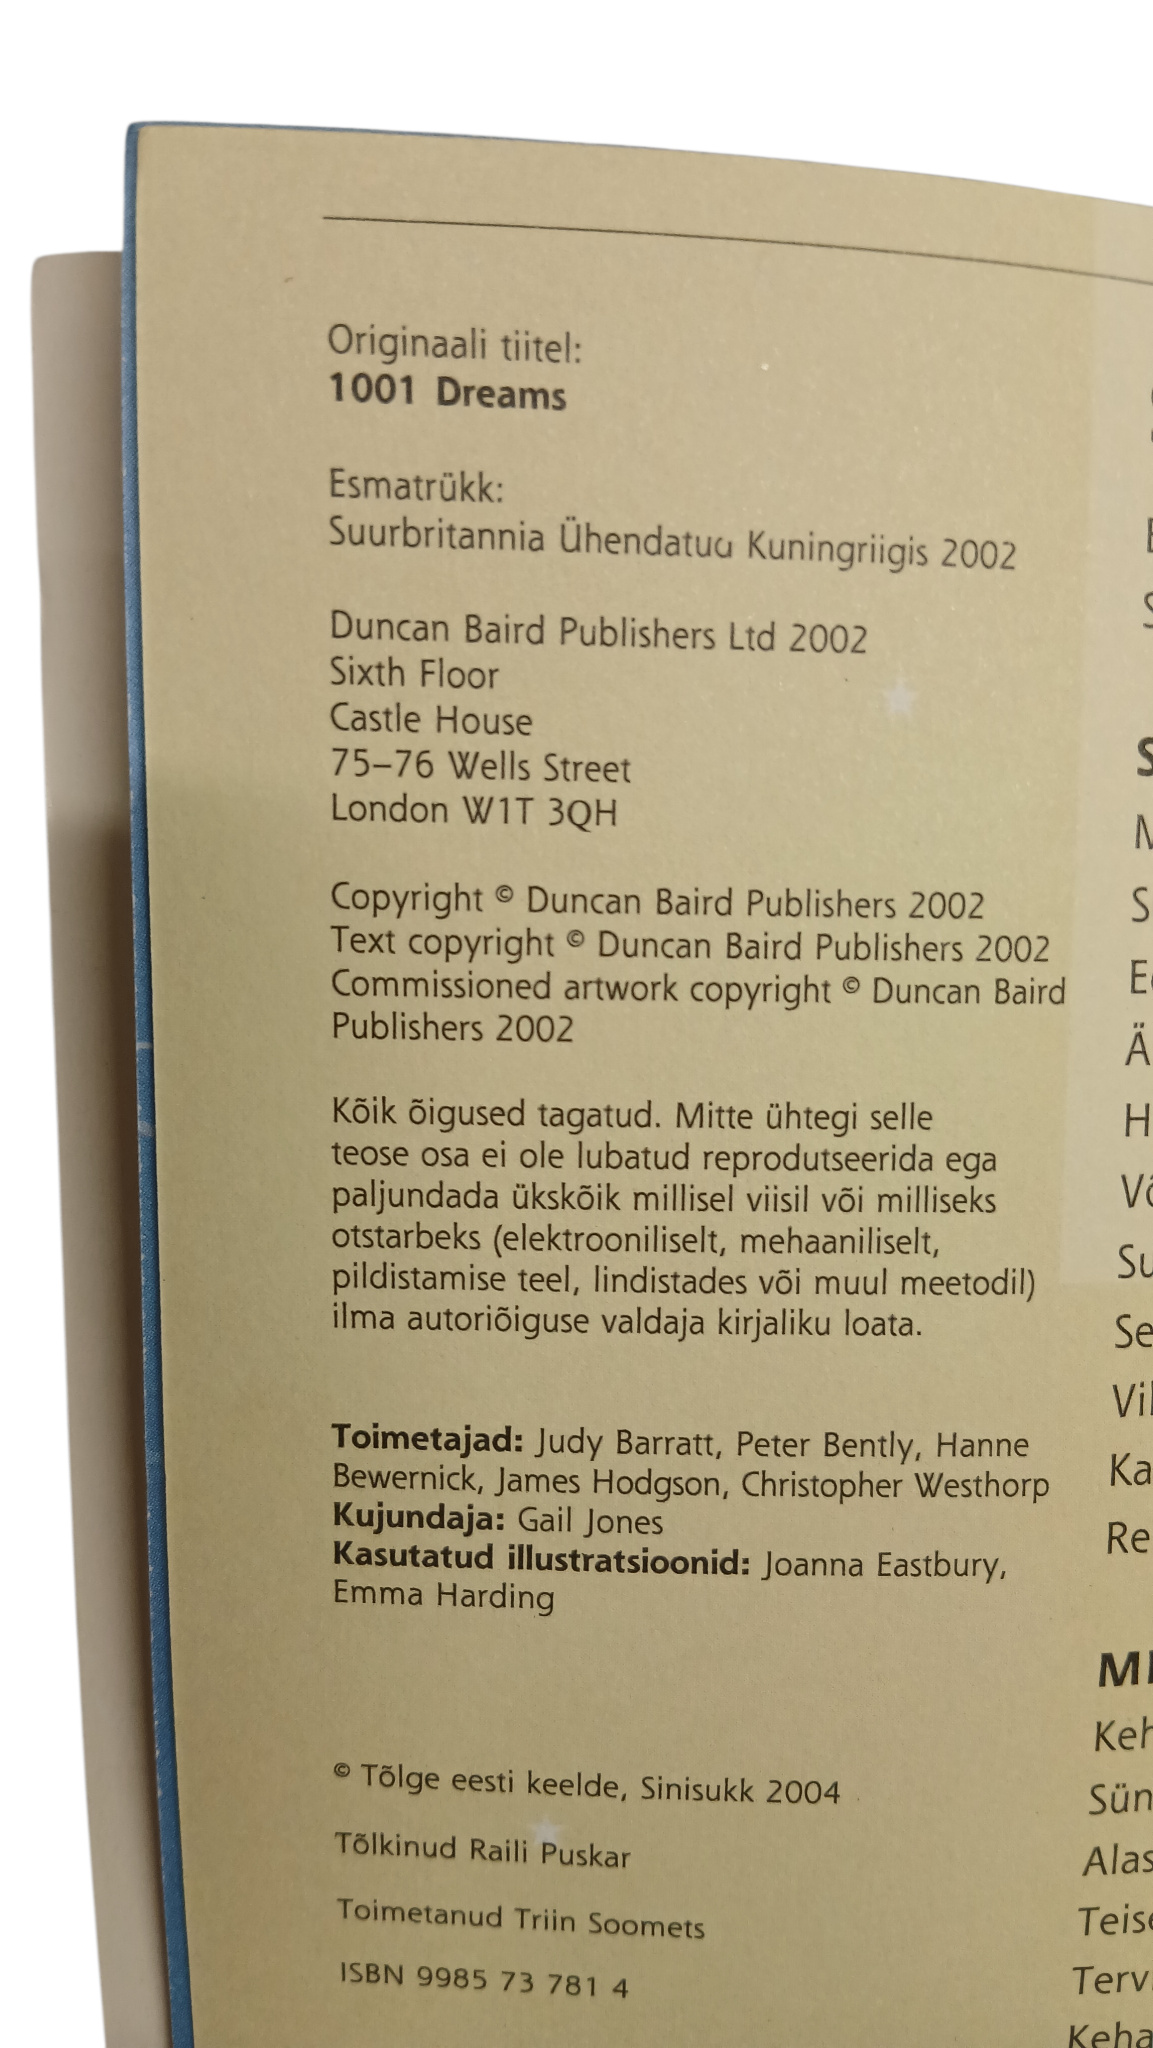 Originaali tiitel:
1001 Dreams
Esmatrükk:
Suurbritannia Ühendatud Kuningriigis 2002
Duncan Baird Publishers Ltd 2002
Sixth Floor
Castle House
75–76 Wells Street
London W1T 3QH
Copyright © Duncan Baird Publishers 2002
Text copyright © Duncan Baird Publishers 2002
Commissioned artwork copyright © Duncan Baird
Publishers 2002
Kõik õigused tagatud. Mitte ühtegi selle
teose osa ei ole lubatud reprodutseerida ega
paljundada ükskõik millisel viisil või milliseks
otstarbeks (elektrooniliselt, mehaaniliselt,
pildistamise teel, lindistades või muul meetodil)
ilma autoriõiguse valdaja kirjaliku loata.
Toimetajad: Judy Barratt, Peter Bently, Hanne
Bewernick, James Hodgson, Christopher Westhorp
Kujundaja: Gail Jones
Kasutatud illustratsioonid: Joanna Eastbury,
Emma Harding
© Tõlge eesti keelde, Sinisukk 2004
Tõlkinud Raili Puskar
Toimetanud Triin Soomets
ISBN 9985 73 781 4